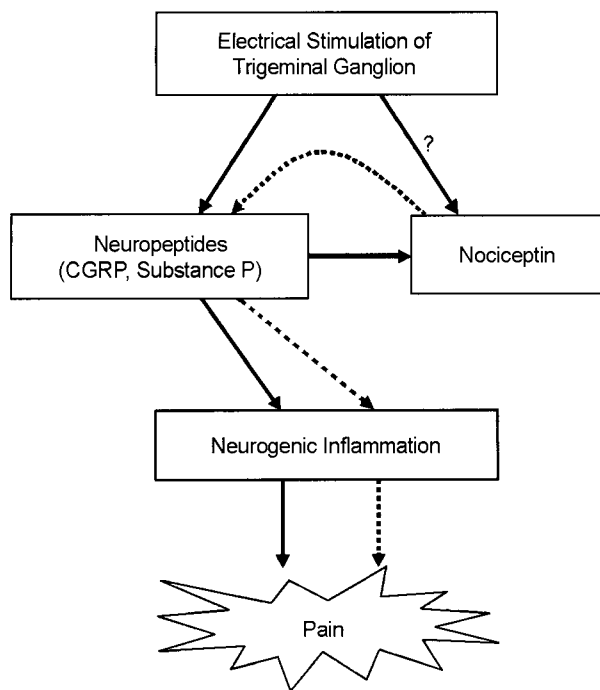 Electrical Stimulation of
Trigeminal Ganglion
?
Neuropeptides
(CGRP, Substance P)
Nociceptin
Neurogenic Inflammation
Pain